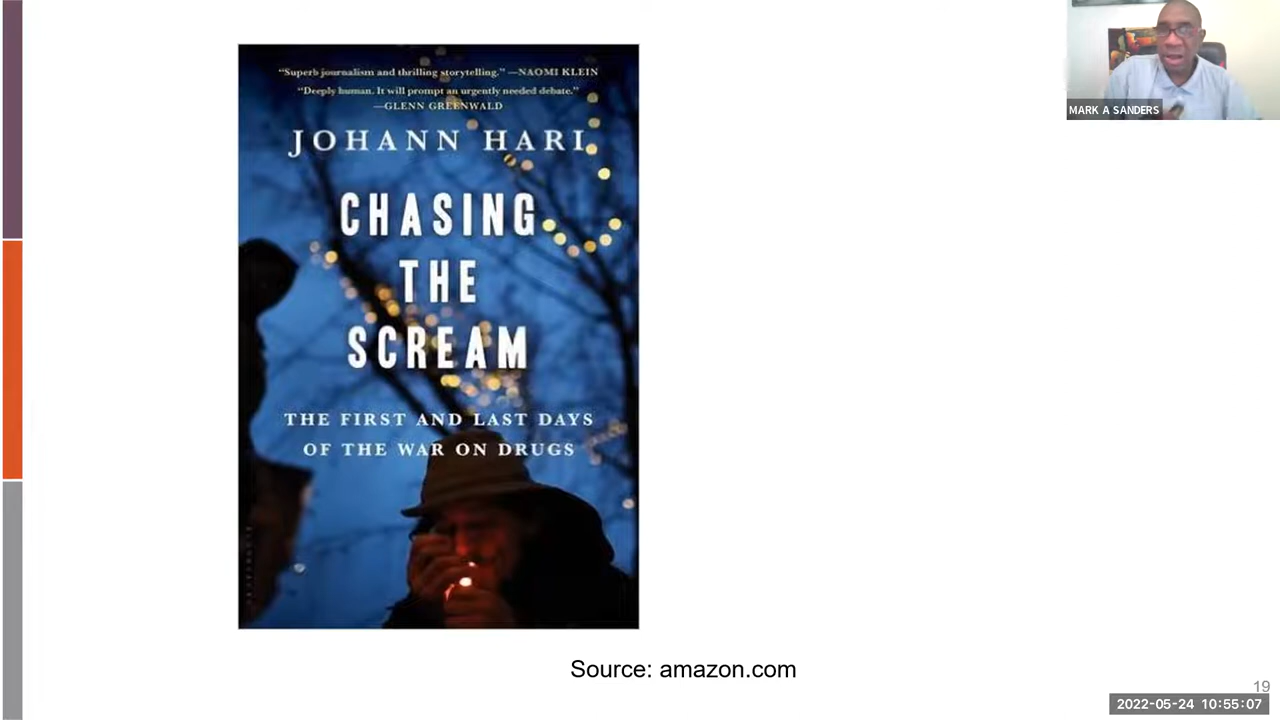 “Superb journalism and thrilling storytelling.” —NAOMI KLEIN
“Deeply human. It will prompt an urgently needed debate.”
—GLENN GREENWALD
JOHANN HARI
CHASING
THE
SCREAM
THE FIRST AND LAST DAYS
OF THE WAR ON DRUGS
Source: amazon.com
MARK A SANDERS
19
2022-05-24 10:55:07